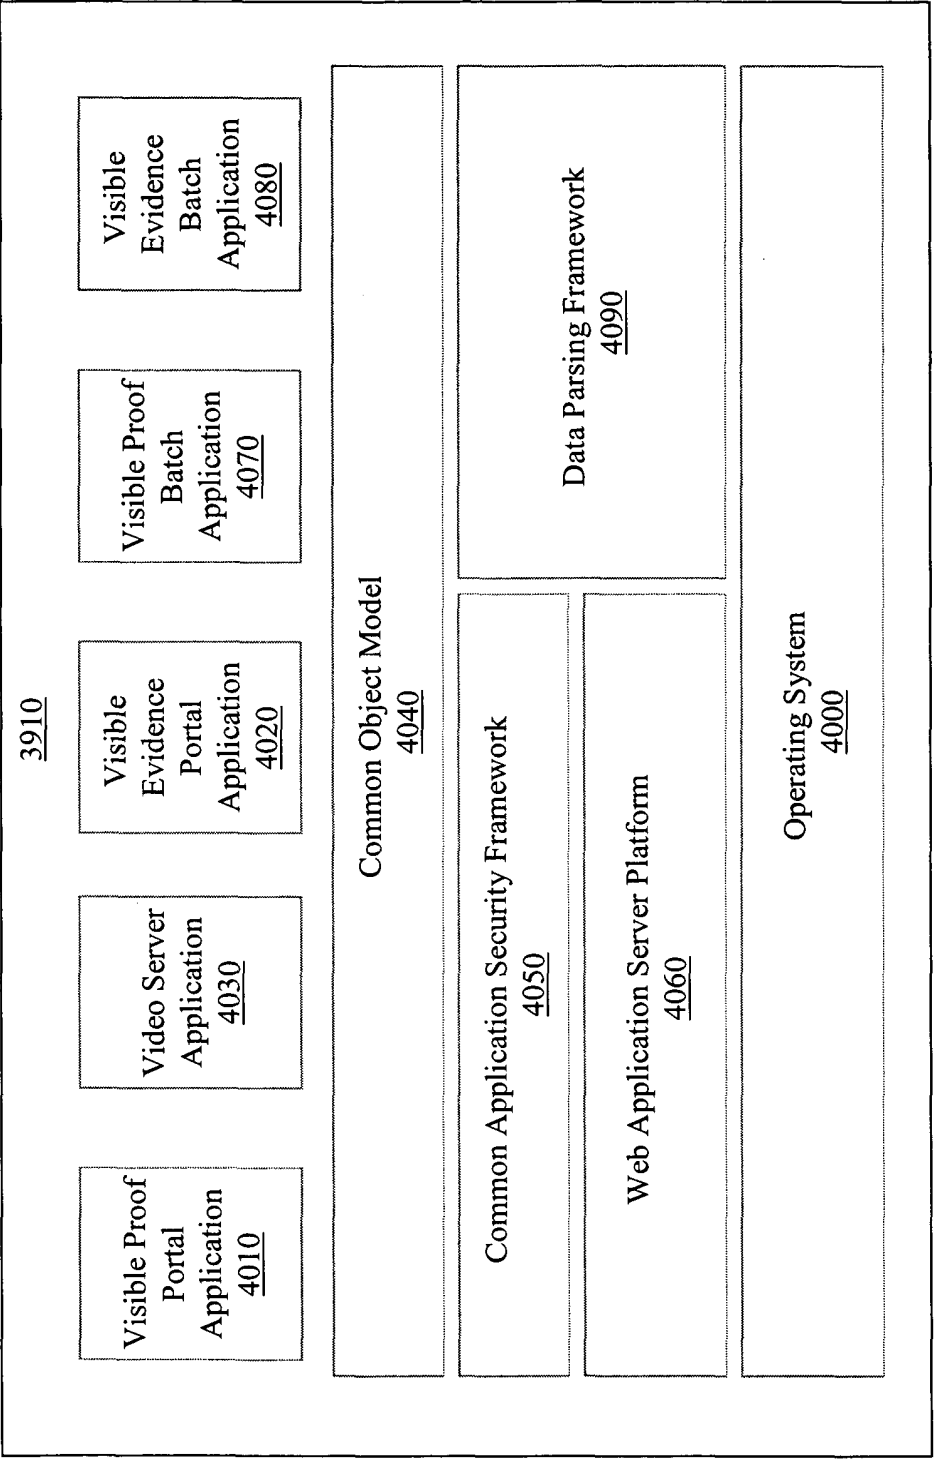 3910
Visible Proof
Portal
Application
4010
Video Server
Application
4030
Visible
Evidence
Portal
Application
4020
Visible Proof
Batch
Application
4070
Visible
Evidence
Batch
Application
4080
Common Object Model
4040
Common Application Security Framework
4050
Web Application Server Platform
4060
Data Parsing Framework
4090
Operating System
4000